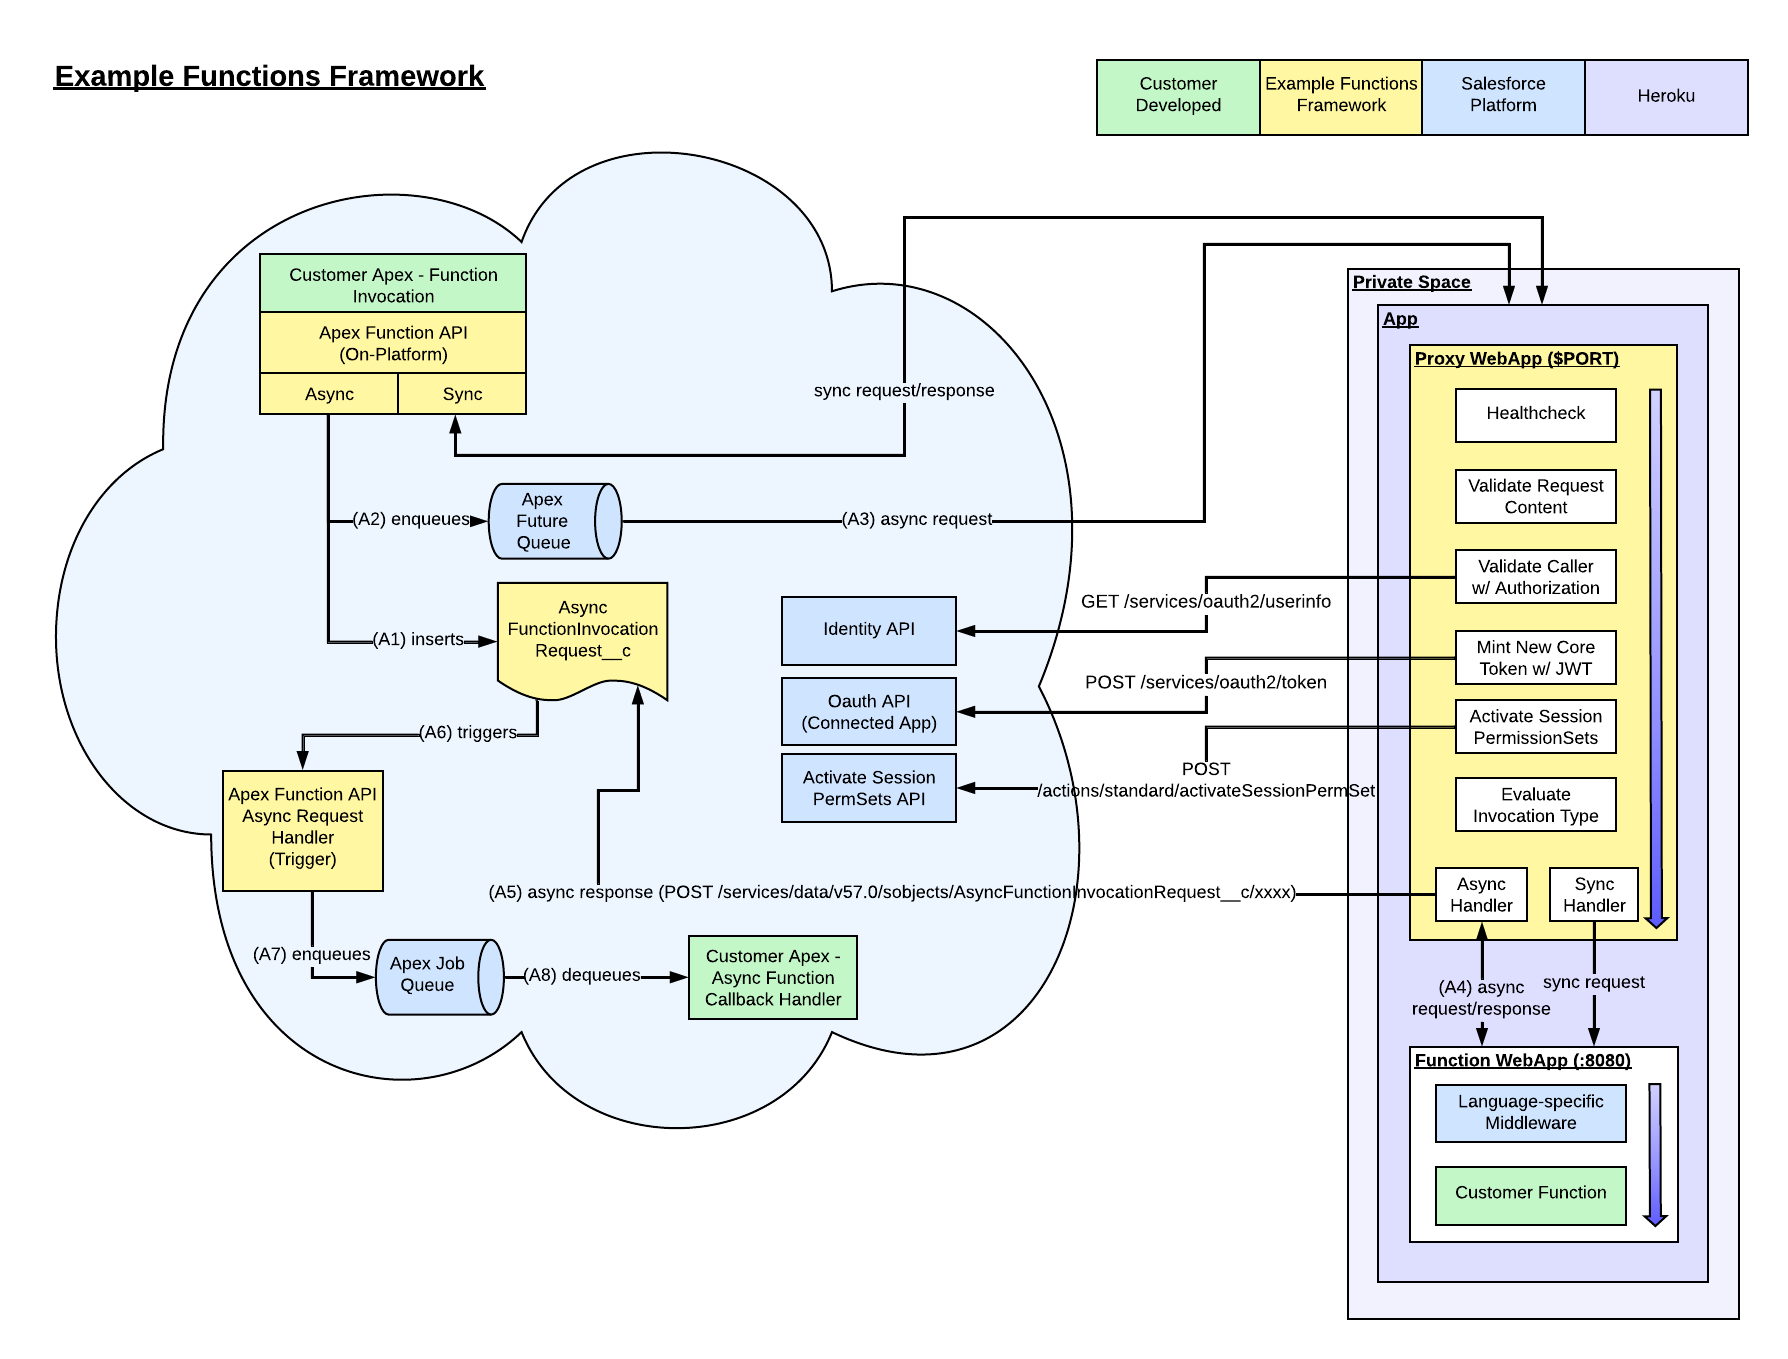 Example Functions Framework
Customer
Developed
Example Functions
Framework
Salesforce
Platform
Heroku
Customer Apex - Function
Invocation
Apex Function API
(On-Platform)
Async
Sync
sync request/response
(A2) enqueues
Apex
Future
Queue
(A3) async request
(A1) inserts
Async
FunctionInvocation
Request__c
(A6) triggers
Apex Function API
Async Request
Handler
(Trigger)
(A7) enqueues
Apex Job
Queue
(A8) dequeues
Customer Apex -
Async Function
Callback Handler
Identity API
Oauth API
(Connected App)
Activate Session
PermSets API
GET /services/oauth2/userinfo
POST /services/oauth2/token
POST
/actions/standard/activateSessionPermSet
(A5) async response (POST /services/data/v57.0/sobjects/AsyncFunctionInvocationRequest__c/xxxx)
Private Space
App
Proxy WebApp ($PORT)
Healthcheck
Validate Request
Content
Validate Caller
w/ Authorization
Mint New Core
Token w/ JWT
Activate Session
PermissionSets
Evaluate
Invocation Type
Async
Handler
Sync
Handler
(A4) async
request/response
sync request
Function WebApp (:8080)
Language-specific
Middleware
Customer Function